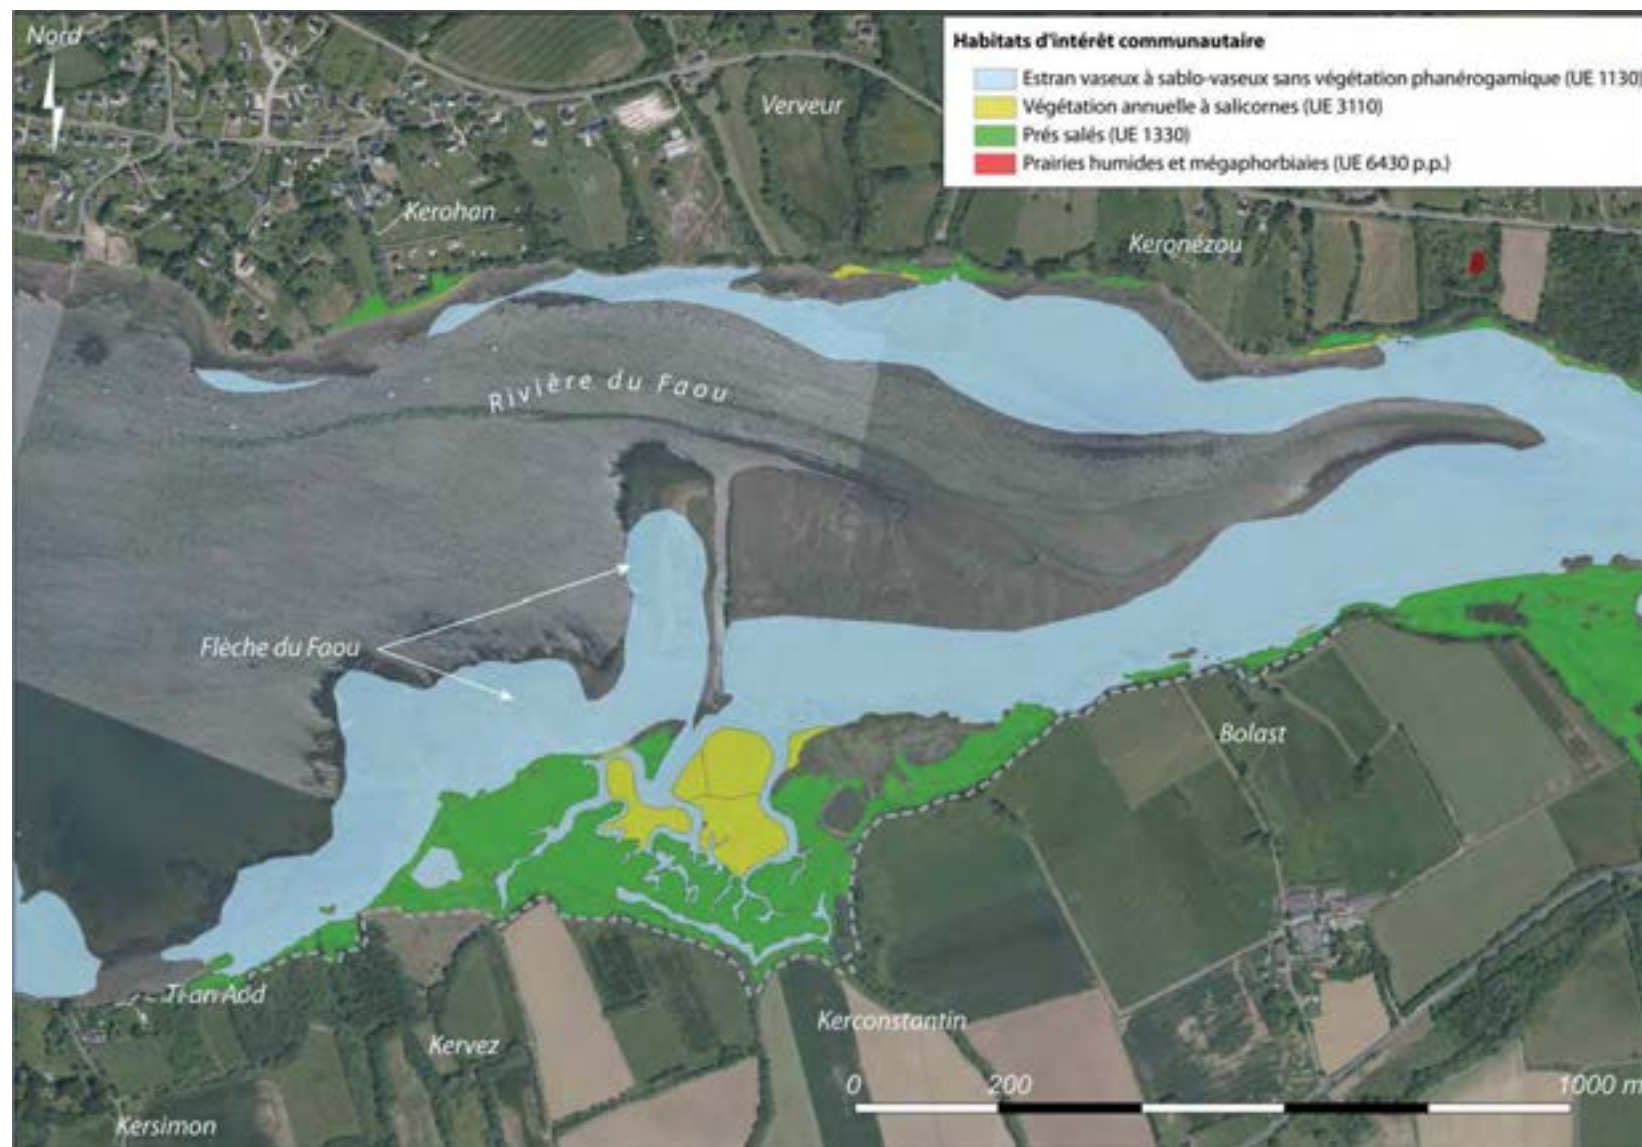 Nord
Habitats d'intérêt communautaire
Estran vaseux à sablo-vaseux sans végétation phanérogamique (UE 1130)
Végétation annuelle à salicornes (UE 3110)
Prés salés (UE 1330)
Prairies humides et mégaphorbiaies (UE 6430 p.p.)
Verveur
Kerohan
Keronézou
Rivière du Faou
Flèche du Faou
Bolast
Ti an Aod
Kerconstantin
Kervez
0 200 1000 m
Kersimon